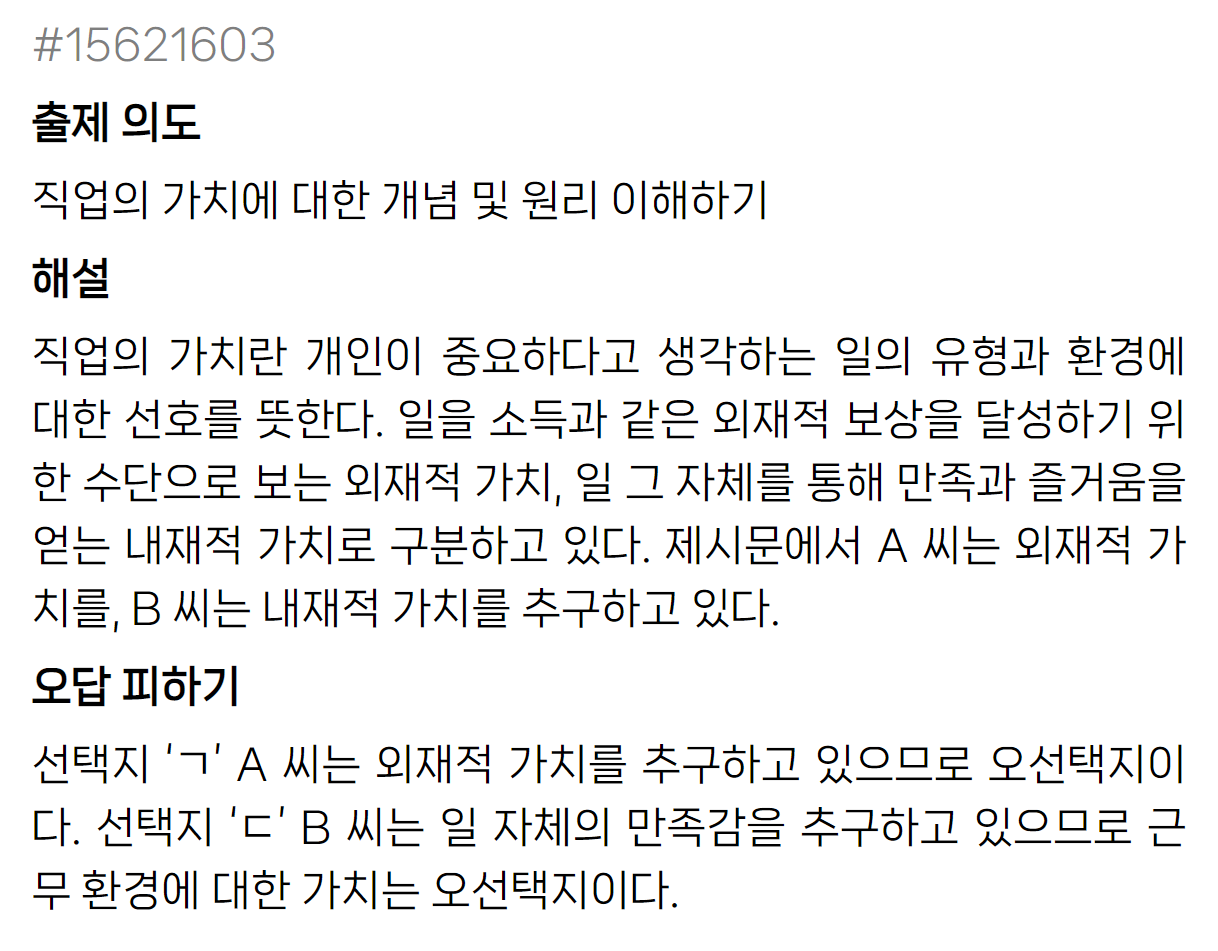 #15621603
출제 의도
직업의 가치에 대한 개념 및 원리 이해하기
해설
직업의 가치란 개인이 중요하다고 생각하는 일의 유형과 환경에
대한 선호를 뜻한다. 일을 소득과 같은 외재적 보상을 달성하기 위
한 수단으로 보는 외재적 가치, 일 그 자체를 통해 만족과 즐거움을
얻는 내재적 가치로 구분하고 있다. 제시문에서 A 씨는 외재적 가
치를, B 씨는 내재적 가치를 추구하고 있다.
오답 피하기
선택지 ‘ㄱ’ A 씨는 외재적 가치를 추구하고 있으므로 오선택지이
다. 선택지 ‘ㄷ’ B 씨는 일 자체의 만족감을 추구하고 있으므로 근
무 환경에 대한 가치는 오선택지이다.